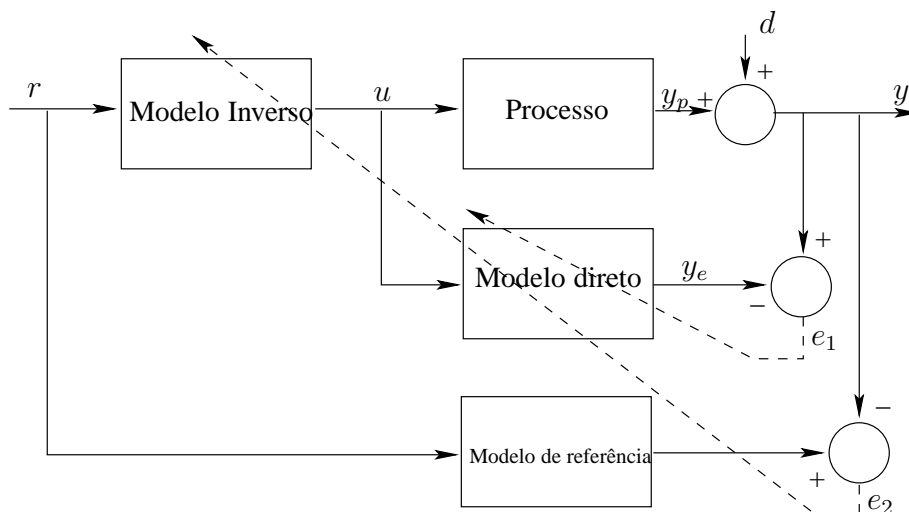 d
+
r
Modelo Inverso
u
Processo
y_p
+
y
Modelo direto
y_e
+
−
e_1
−
Modelo de referência
+
e_2